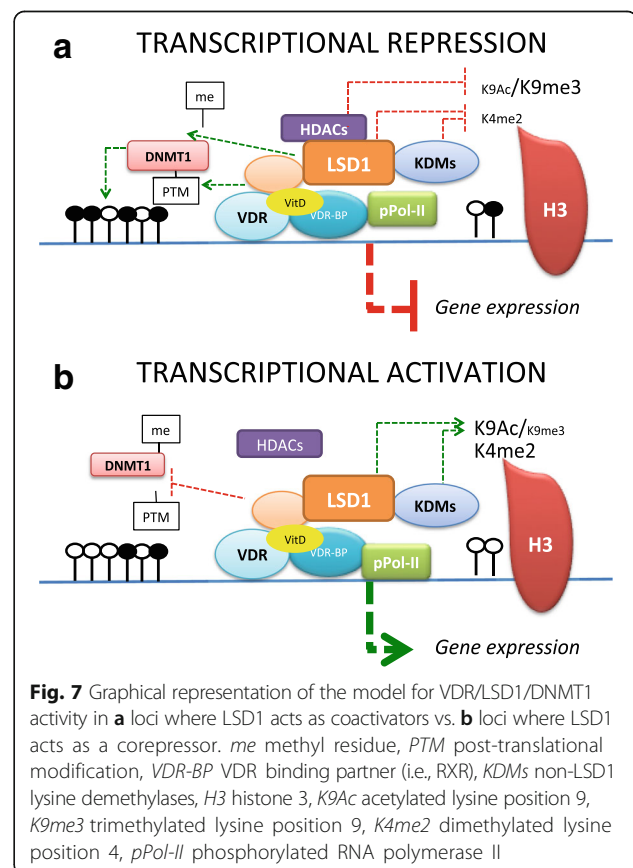 a TRANSCRIPTIONAL REPRESSION
me
K9Ac/K9me3
HDACs
K4me2
DNMT1
LSD1
KDMs
PTM
VitD
VDR
VDR-BP
pPol-II
H3
Gene expression
b TRANSCRIPTIONAL ACTIVATION
me
HDACs
K9Ac/K9me3
K4me2
DNMT1
LSD1
KDMs
PTM
VitD
VDR
VDR-BP
pPol-II
H3
Gene expression
Fig. 7 Graphical representation of the model for VDR/LSD1/DNMT1
activity in a loci where LSD1 acts as coactivators vs. b loci where LSD1
acts as a corepressor. me methyl residue, PTM post-translational
modification, VDR-BP VDR binding partner (i.e., RXR), KDMs non-LSD1
lysine demethylases, H3 histone 3, K9Ac acetylated lysine position 9,
K9me3 trimethylated lysine position 9, K4me2 dimethylated lysine
position 4, pPol-II phosphorylated RNA polymerase II